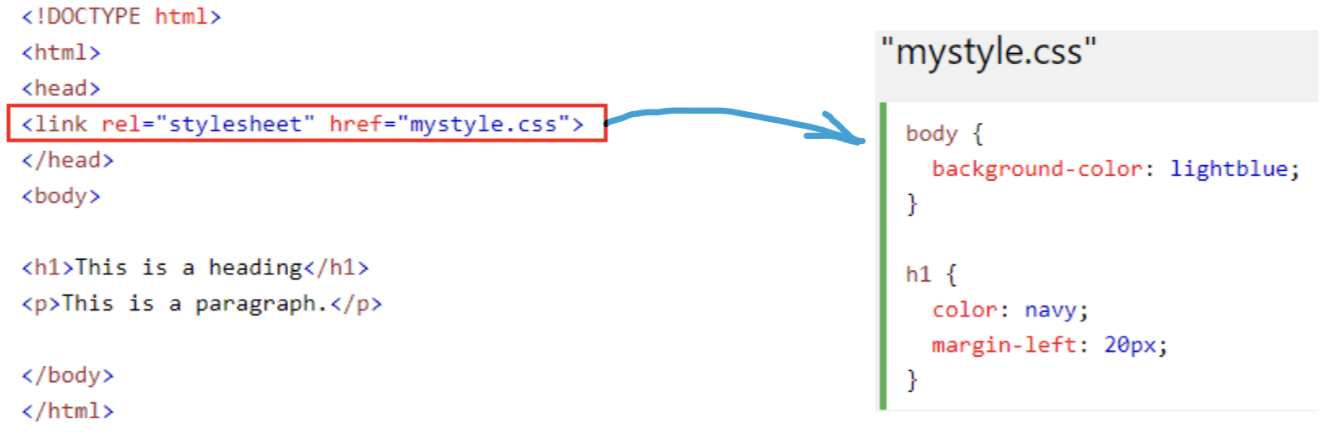 <!DOCTYPE html>
<html>
<head>
<link rel="stylesheet" href="mystyle.css">
</head>
<body>
<h1>This is a heading</h1>
<p>This is a paragraph.</p>
</body>
</html>
"mystyle.css"
body {
  background-color: lightblue;
}
h1 {
  color: navy;
  margin-left: 20px;
}